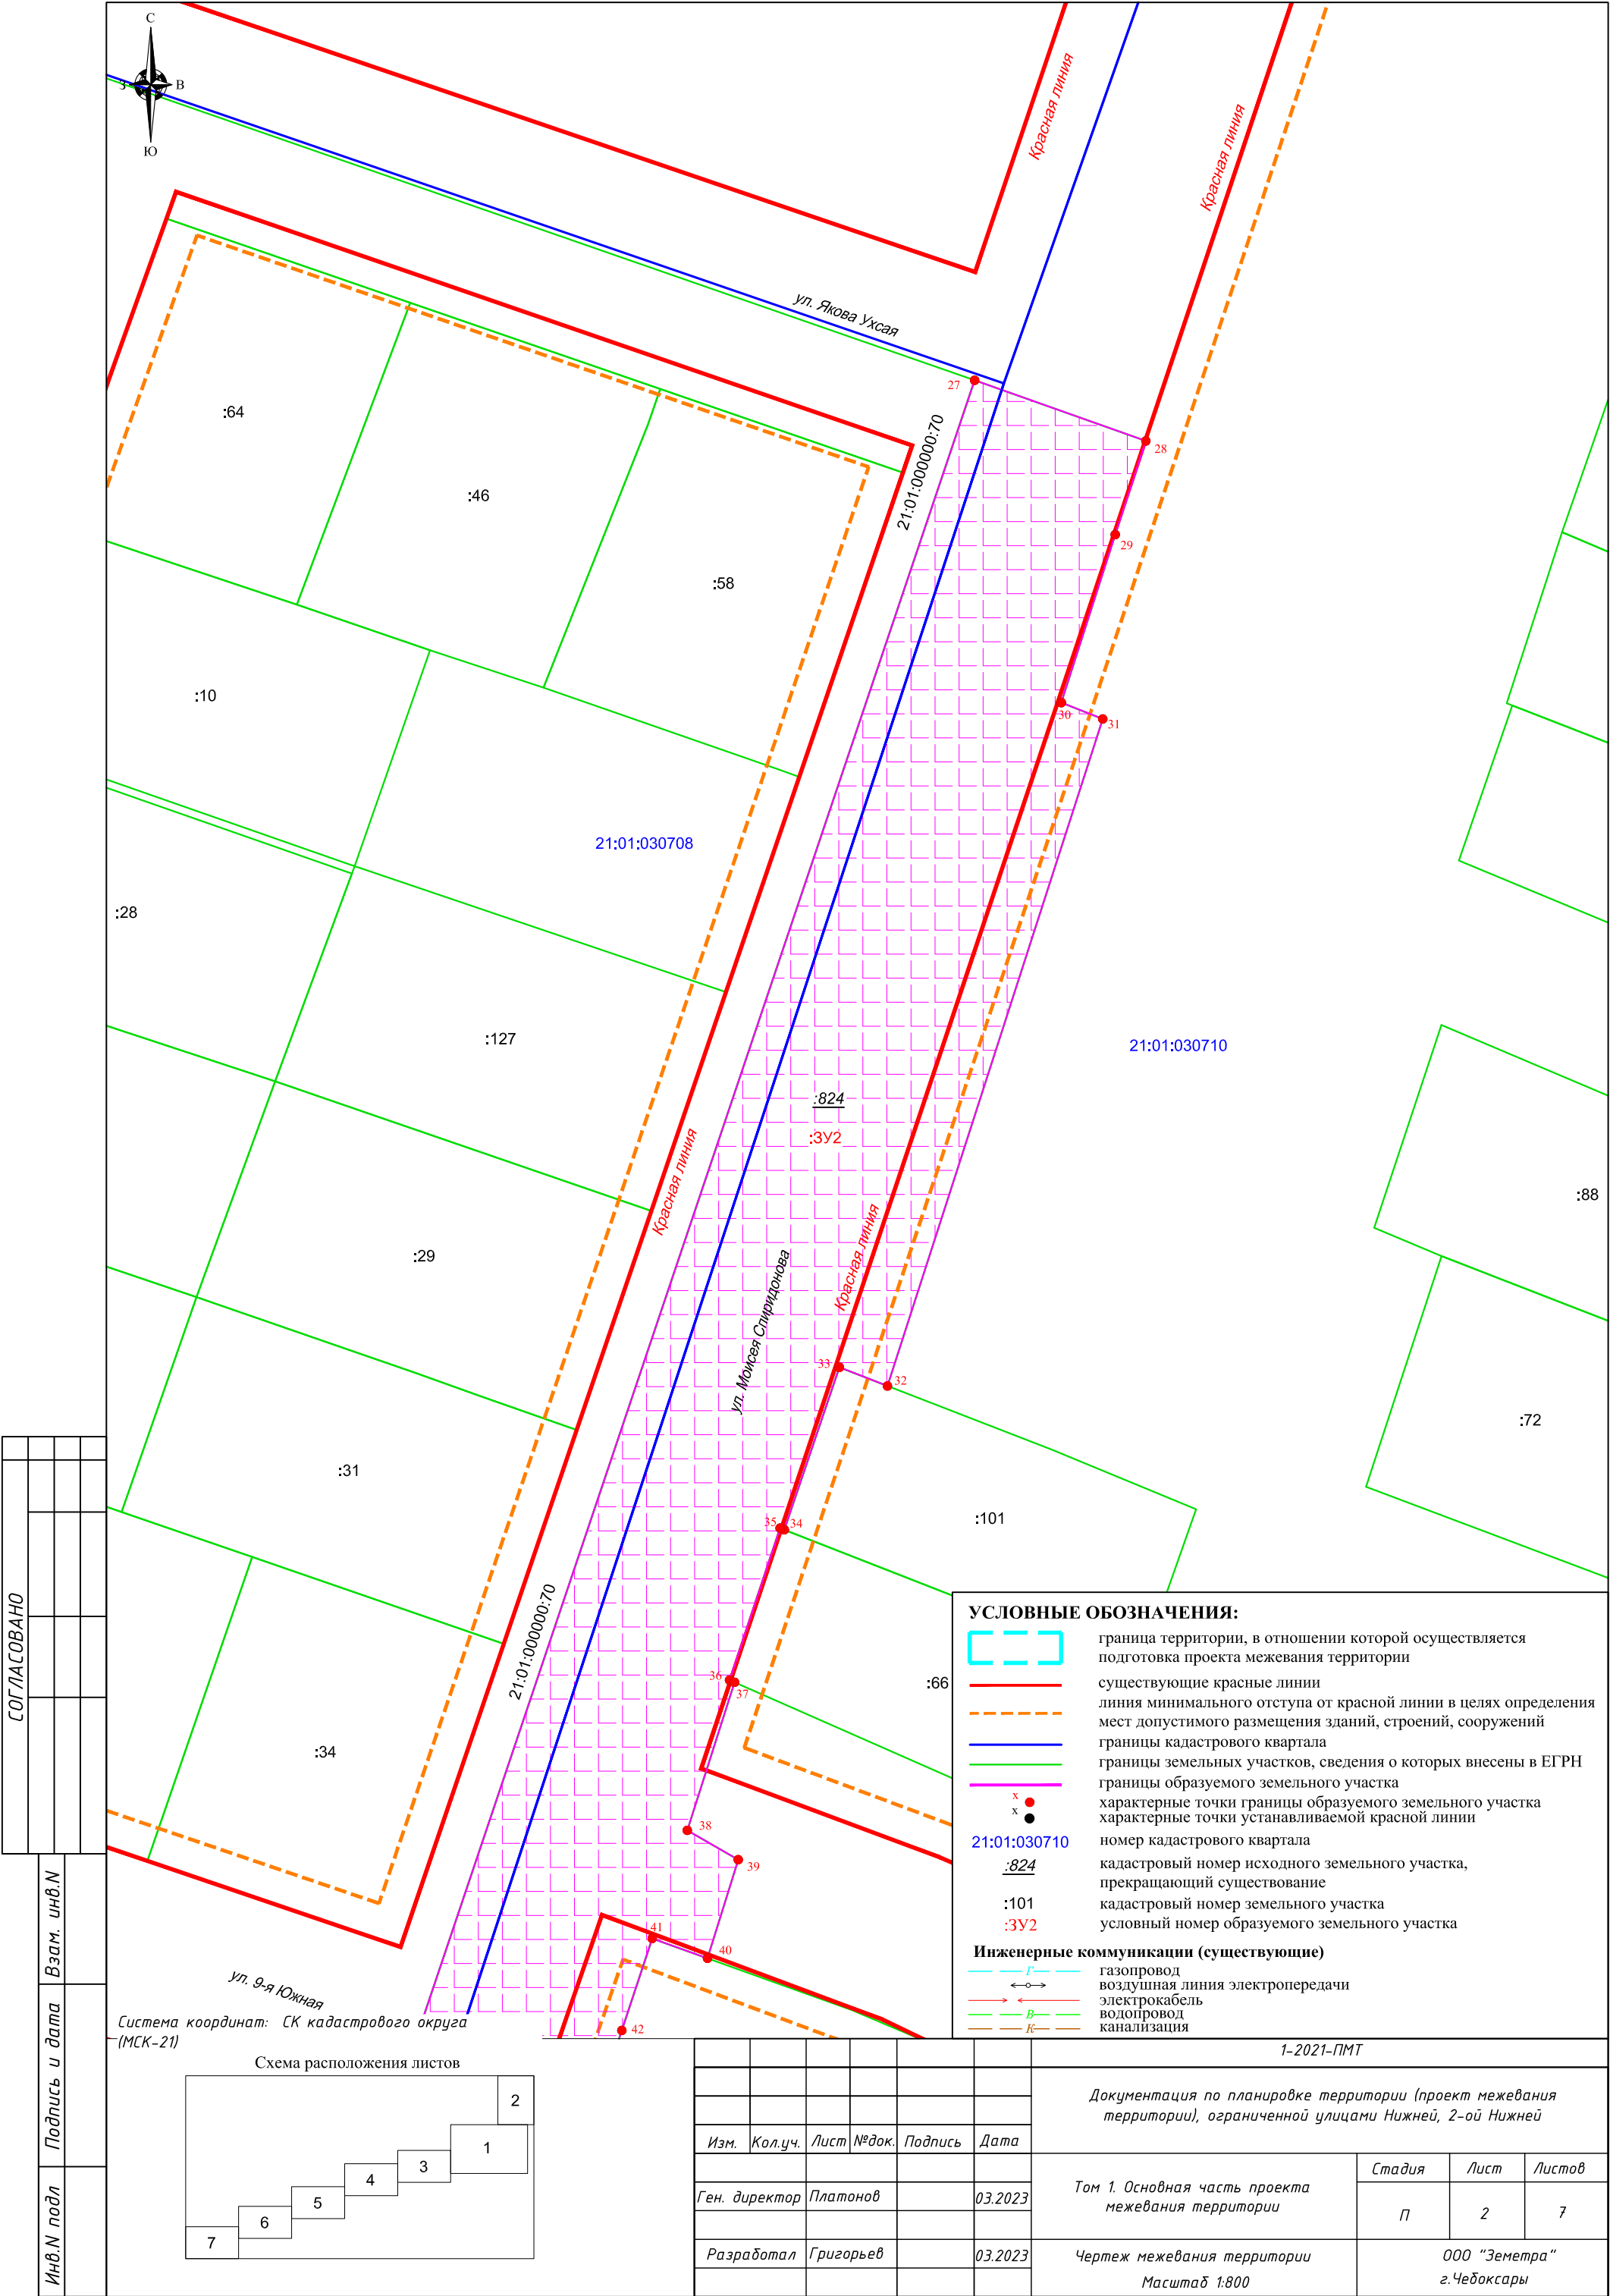 С
З
В
Ю
Красная линия
Красная линия
ул. Якова Ухсая
27
28
:64
21:01:000000:70
:46
29
:58
:10
30
31
21:01:030708
:28
:127
21:01:030710
:824
:ЗУ2
Красная линия
:88
Красная линия
:29
ул. Моисея Спиридонова
33
32
:72
:31
:101
35
34
21:01:000000:70
36
37
:66
:34
38
39
41
40
42
ул. 9-я Южная
УСЛОВНЫЕ ОБОЗНАЧЕНИЯ:
граница территории, в отношении которой осуществляется
подготовка проекта межевания территории
существующие красные линии
линия минимального отступа от красной линии в целях определения
мест допустимого размещения зданий, строений, сооружений
границы кадастрового квартала
границы земельных участков, сведения о которых внесены в ЕГРН
границы образуемого земельного участка
х характерные точки границы образуемого земельного участка
х характерные точки устанавливаемой красной линии
21:01:030710 номер кадастрового квартала
:824 кадастровый номер исходного земельного участка,
прекращающий существование
:101 кадастровый номер земельного участка
:ЗУ2 условный номер образуемого земельного участка
Инженерные коммуникации (существующие)
Г газопровод
воздушная линия электропередачи
электрокабель
В водопровод
К канализация
СОГЛАСОВАНО
Взам. инв.N
Подпись и дата
Инв.N подл
Система координат: СК кадастрового округа
(МСК-21)
Схема расположения листов
2
1
3
4
5
6
7
1-2021-ПМТ
Документация по планировке территории (проект межевания
территории), ограниченной улицами Нижней, 2-ой Нижней
Изм. Кол.уч. Лист №док. Подпись Дата
Том 1. Основная часть проекта
межевания территории
Стадия Лист Листов
П 2 7
Ген. директор Платонов 03.2023
Разработал Григорьев 03.2023
Чертеж межевания территории
Масштаб 1:800
ООО "Земетра"
г.Чебоксары